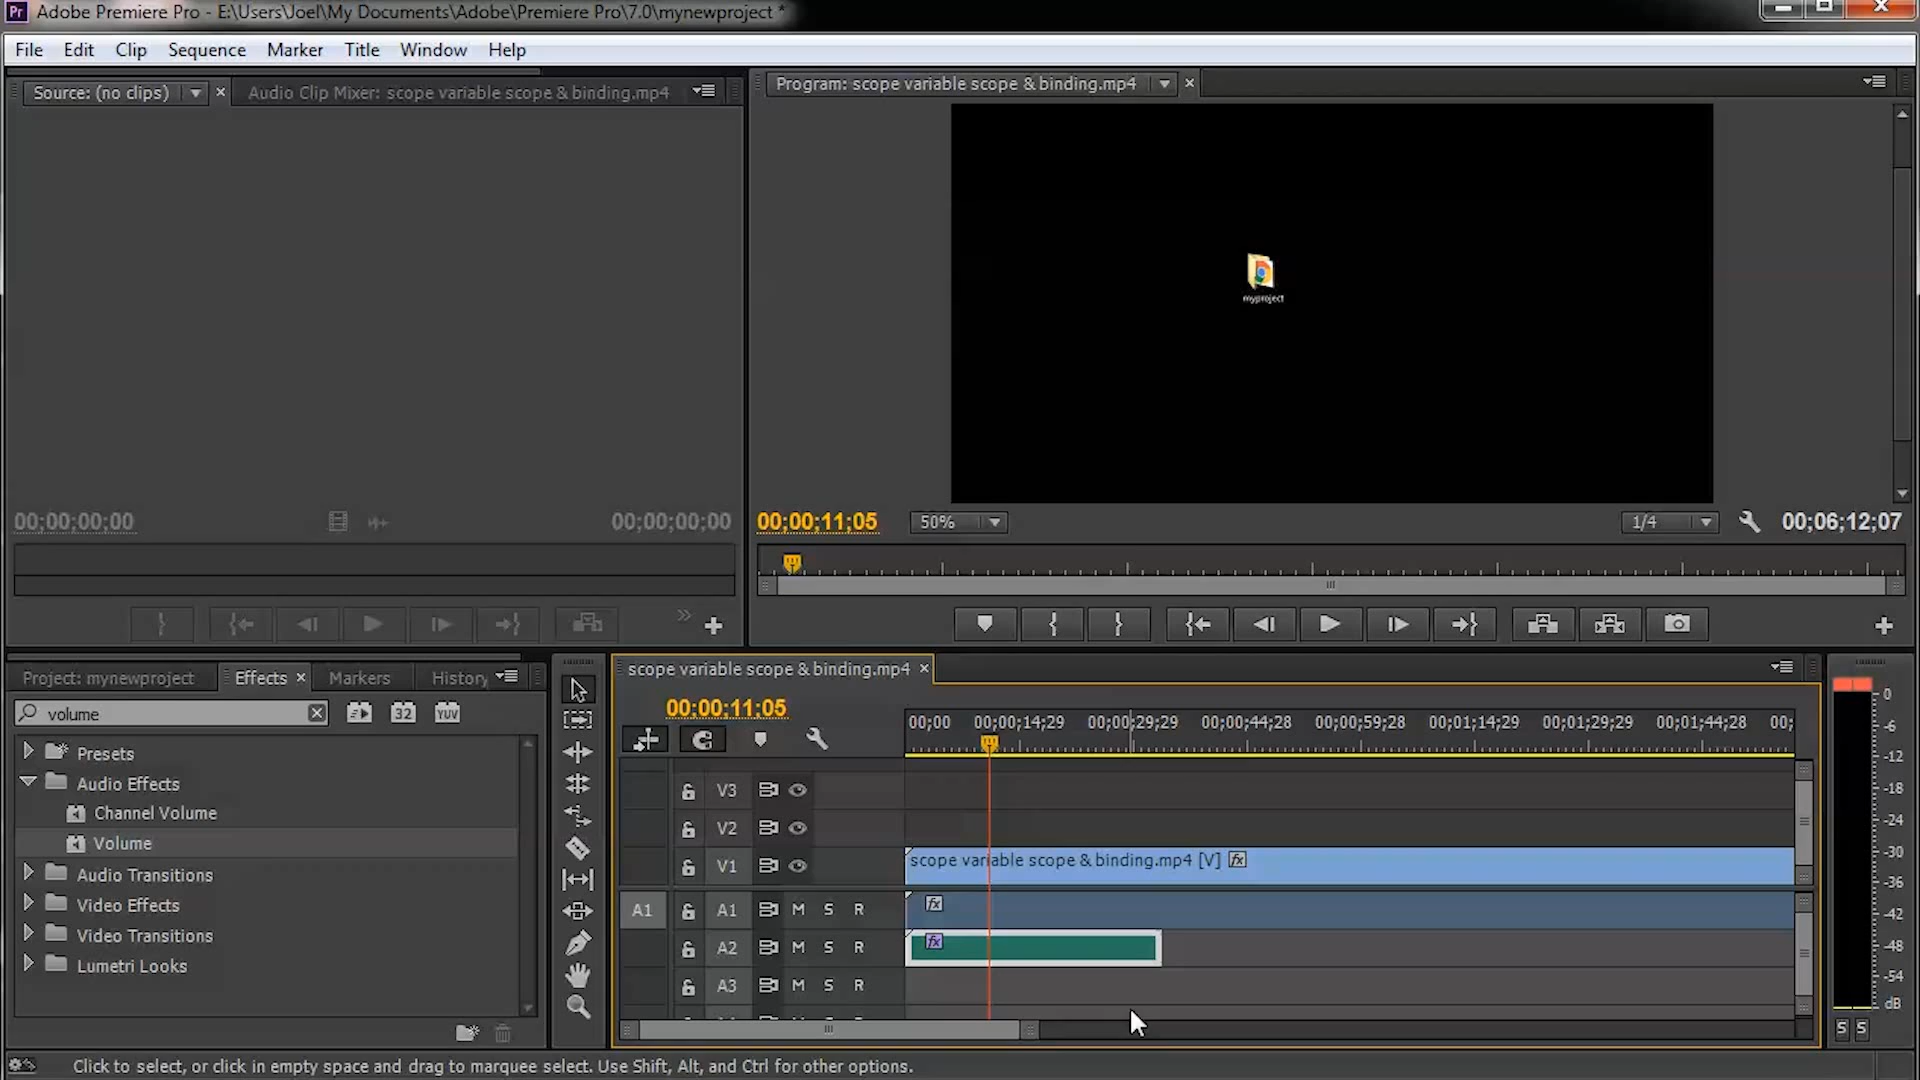 Pr Adobe Premiere Pro - E:\Users\Joel\My Documents\Adobe\Premiere Pro\7.0\mynewproject *
File Edit Clip Sequence Marker Title Window Help
Source: (no clips) Audio Clip Mixer: scope variable scope & binding.mp4
Program: scope variable scope & binding.mp4
myproject
00;00;00;00 00;00;00;00
00;00;11;05 50% 1/4 00;06;12;07
Project: mynewproject Effects Markers History
volume 32 YUV
Presets
Audio Effects
Channel Volume
Volume
Audio Transitions
Video Effects
Video Transitions
Lumetri Looks
scope variable scope & binding.mp4
00;00;11;05
00;00 00;00;14;29 00;00;29;29 00;00;44;28 00;00;59;28 00;01;14;29 00;01;29;29 00;01;44;28 00;
V3
V2
V1 scope variable scope & binding.mp4 [V] fx
A1 A1 M S R fx
A2 M S R fx
A3 M S R
0
-6
-12
-18
-24
-30
-36
-42
-48
-54
dB
S S
Click to select, or click in empty space and drag to marquee select. Use Shift, Alt, and Ctrl for other options.